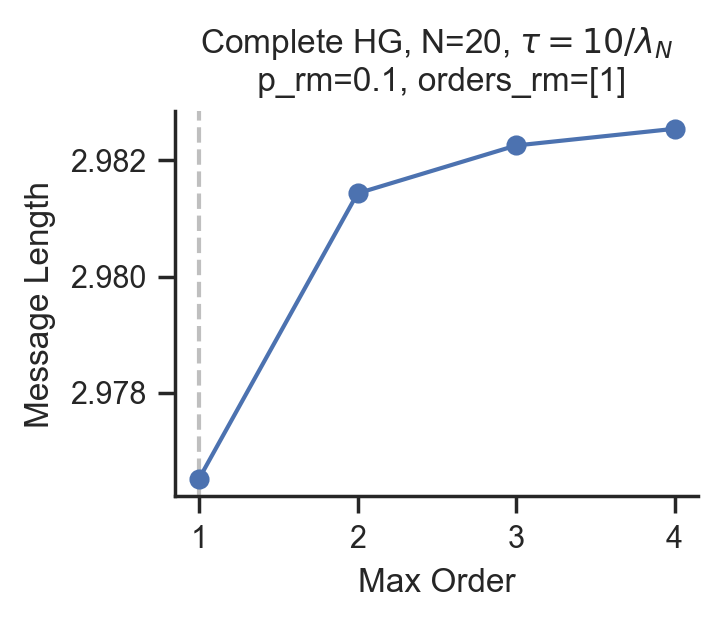 Complete HG, N=20, τ = 10/λ_N
p_rm=0.1, orders_rm=[1]
Message Length
2.982
2.980
2.978
1 2 3 4
Max Order